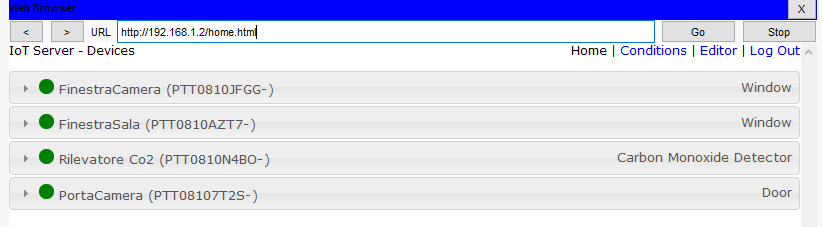 Web Browser X
< > URL http://192.168.1.2/home.html Go Stop
IoT Server - Devices Home | Conditions | Editor | Log Out
FinestraCamera (PTT0810JFGG-) Window
FinestraSala (PTT0810AZT7-) Window
Rilevatore Co2 (PTT0810N4BO-) Carbon Monoxide Detector
PortaCamera (PTT08107T2S-) Door